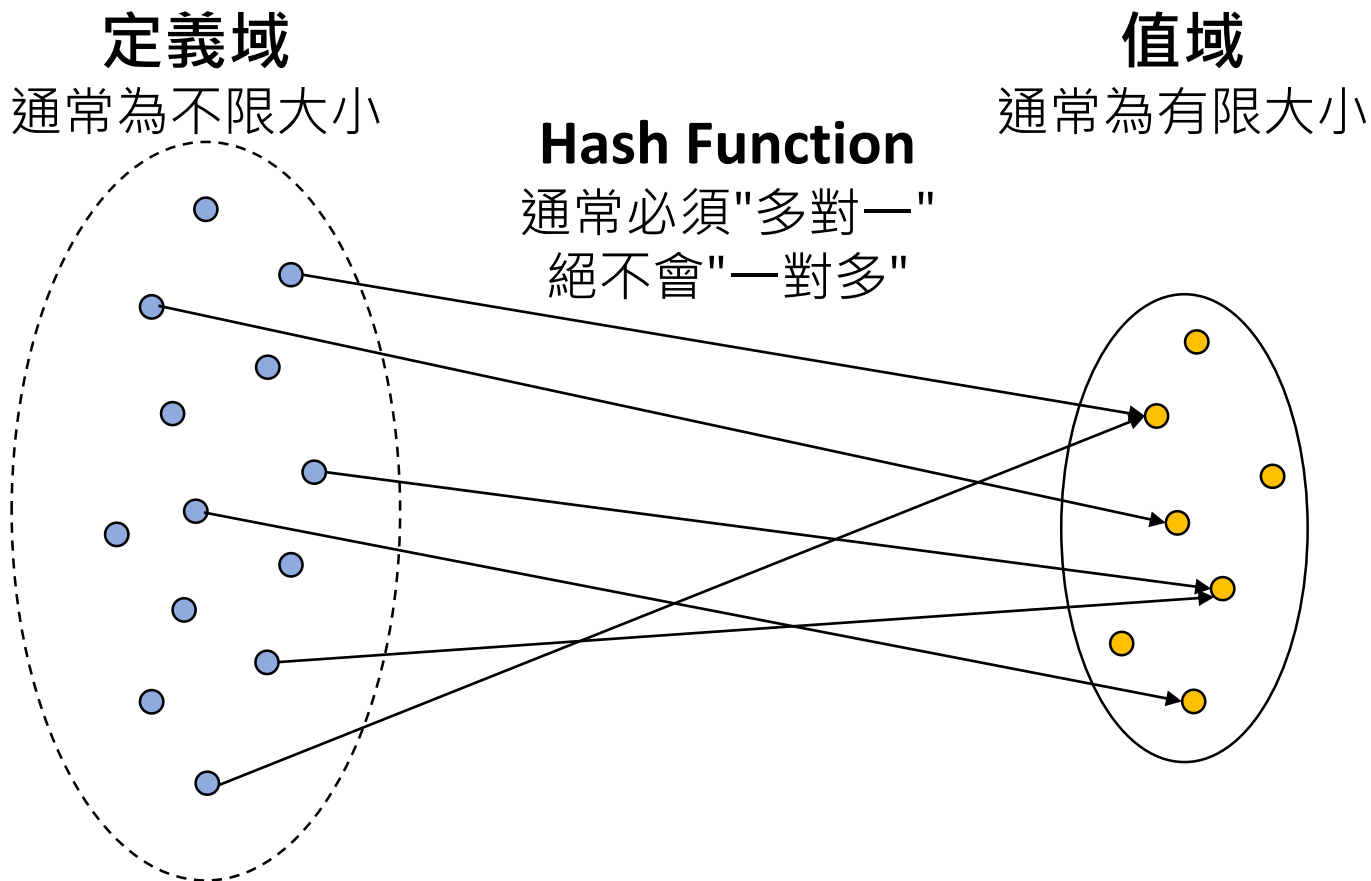 定義域
通常為不限大小
Hash Function
通常必須"多對一"
絕不會"一對多"
值域
通常為有限大小